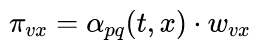 π_{vx} = α_{pq}(t, x) · w_{vx}